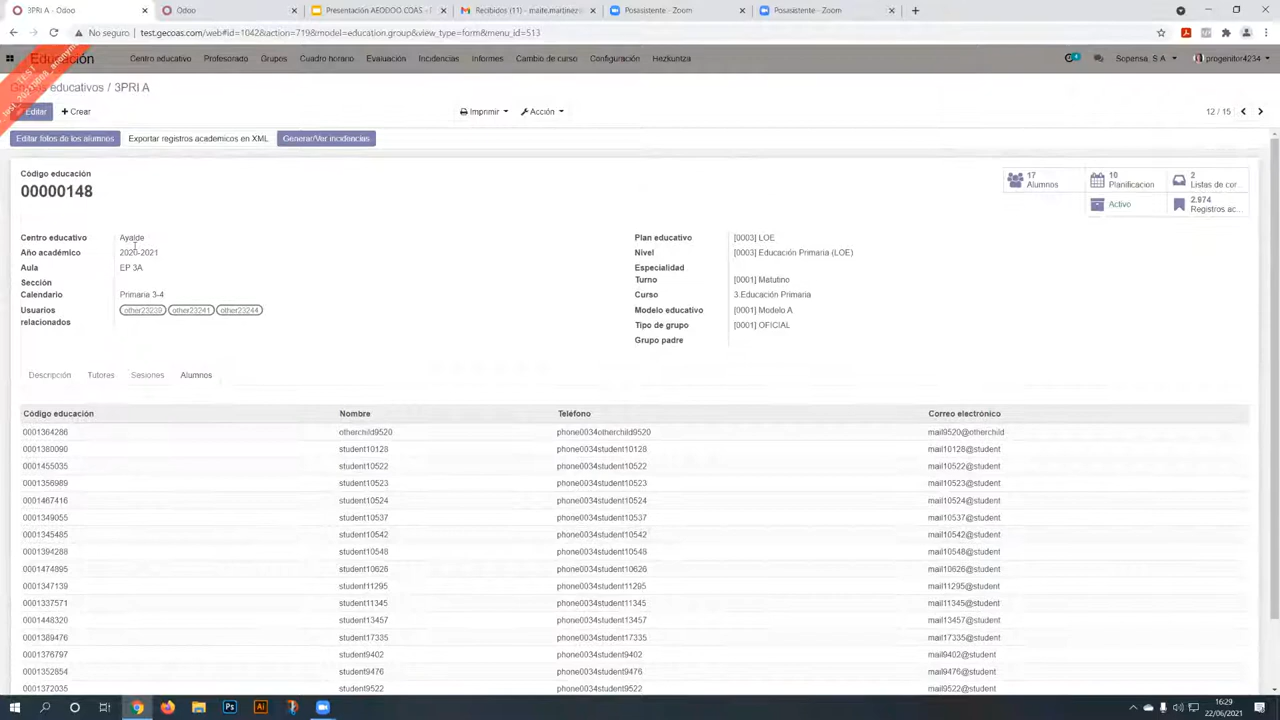 3PRI A - Odoo
Odoo
Presentación AEODOO.COAS -
Recibidos (11) - maite.martinez
Posasistente - Zoom
Posasistente - Zoom
No seguro
test.gecoas.com/web#id=1042&action=719&model=education.group&view_type=form&menu_id=513
Educación
Centro educativo
Profesorado
Grupos
Cuadro horario
Evaluación
Incidencias
Informes
Cambio de curso
Configuración
Hezkuntza
Sopensa, S.A
progenitor4234
TEST
Grupos educativos / 3PRI A
Editar
Crear
Imprimir
Acción
12 / 15
Editar fotos de los alumnos
Exportar registros academicos en XML
Generar/Ver incidencias
Código educación
00000148
17
Alumnos
10
Planificacion
2
Listas de cor...
Activo
2.974
Registros ac...
Centro educativo Ayalde
Año académico 2020-2021
Aula EP 3A
Sección
Calendario Primaria 3-4
Usuarios relacionados other23239 other23241 other23244
Plan educativo [0003] LOE
Nivel [0003] Educación Primaria (LOE)
Especialidad
Turno [0001] Matutino
Curso 3.Educación Primaria
Modelo educativo [0001] Modelo A
Tipo de grupo [0001] OFICIAL
Grupo padre
Descripción Tutores Sesiones Alumnos
Código educación Nombre Teléfono Correo electrónico
0001364286 otherchild9520 phone0034otherchild9520 mail9520@otherchild
0001380090 student10128 phone0034student10128 mail10128@student
0001455035 student10522 phone0034student10522 mail10522@student
0001356989 student10523 phone0034student10523 mail10523@student
0001467416 student10524 phone0034student10524 mail10524@student
0001349055 student10537 phone0034student10537 mail10537@student
0001345485 student10542 phone0034student10542 mail10542@student
0001394288 student10548 phone0034student10548 mail10548@student
0001474895 student10626 phone0034student10626 mail10626@student
0001347139 student11295 phone0034student11295 mail11295@student
0001337571 student11345 phone0034student11345 mail11345@student
0001448320 student13457 phone0034student13457 mail13457@student
0001389476 student17335 phone0034student17335 mail17335@student
0001376797 student9402 phone0034student9402 mail9402@student
0001352854 student9476 phone0034student9476 mail9476@student
0001372035 student9522 phone0034student9522 mail9522@student
16:29
22/06/2021